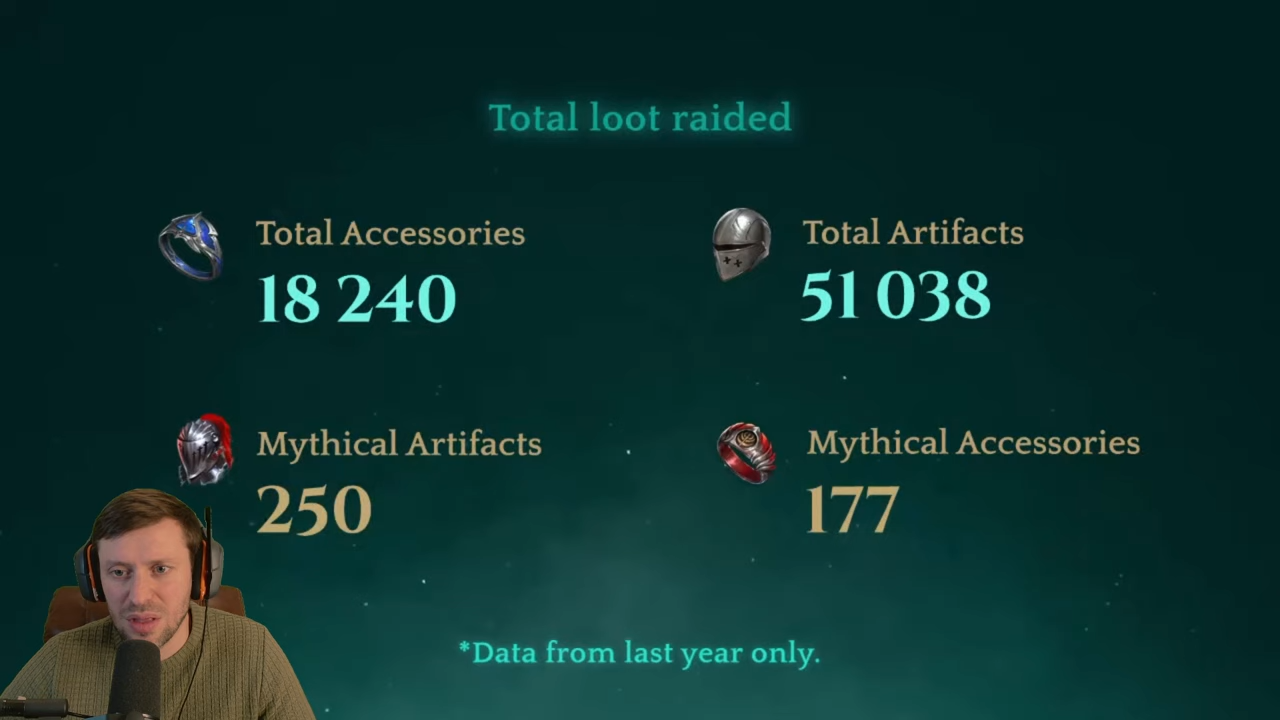 Total loot raided
Total Accessories
18 240
Total Artifacts
51 038
Mythical Artifacts
250
Mythical Accessories
177
*Data from last year only.